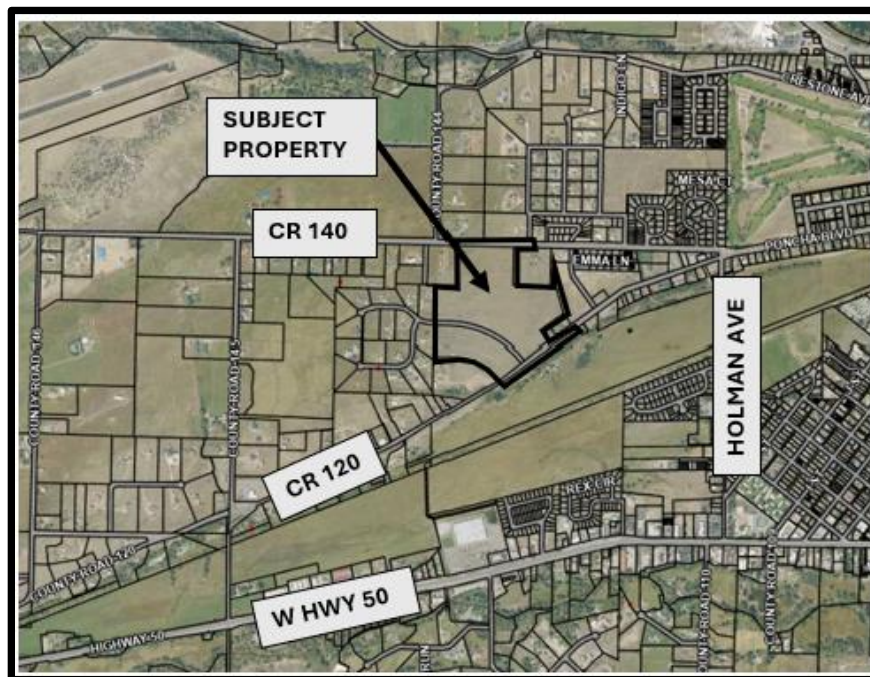 CRESTONE AVE
INDIGO LN
SUBJECT
PROPERTY
COUNTY ROAD 144
MESA CT
CR 140
PONCHA BLVD
EMMA LN
COUNTY ROAD 146
COUNTY ROAD 145
HOLMAN AVE
CR 120
REX CIR
COUNTY ROAD 120
W HWY 50
HIGHWAY 50
RUN
COUNTY ROAD 110